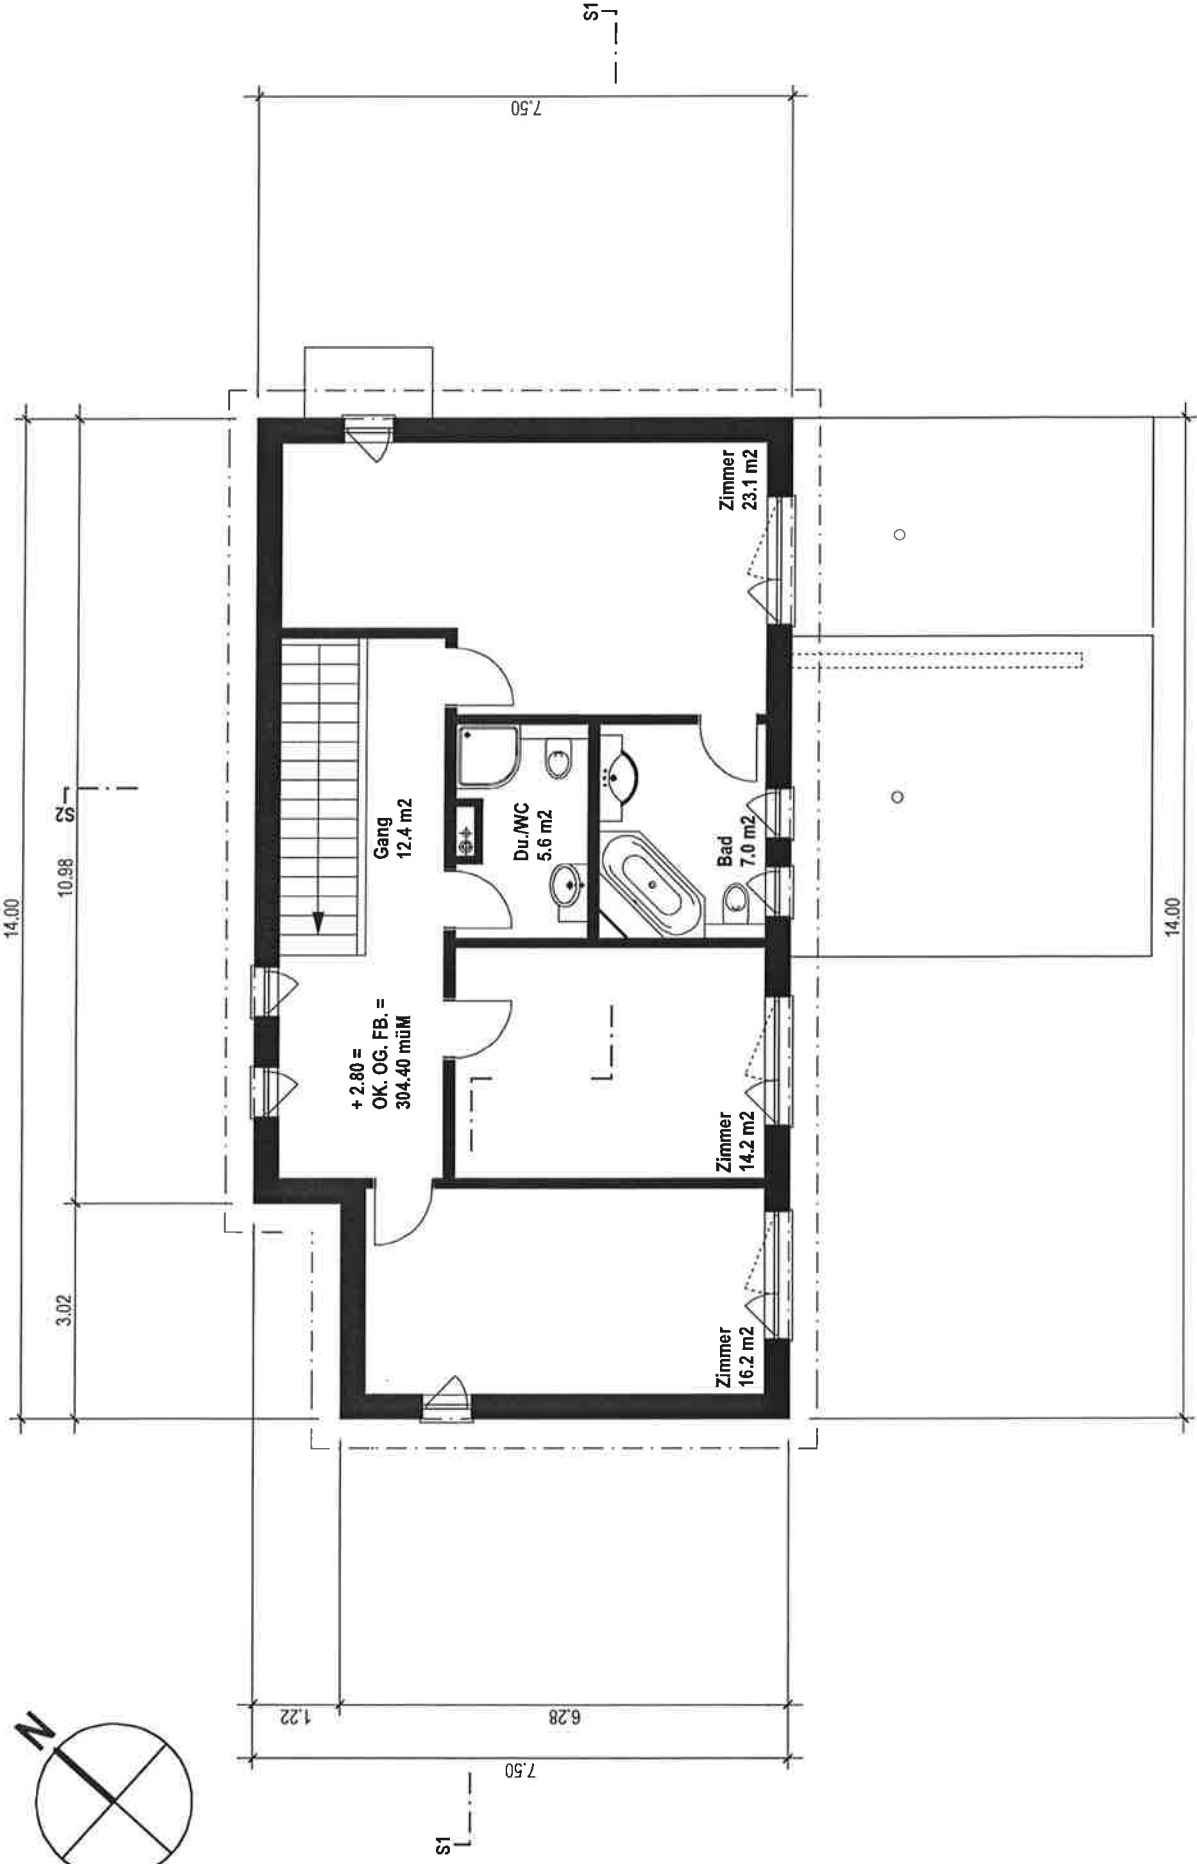 S1
7.50
14.00
10.98
S2
3.02
Zimmer
23.1 m2
Gang
12.4 m2
Du./WC
5.6 m2
Bad
7.0 m2
+ 2.80 =
OK. OG. FB. =
304.40 müM
Zimmer
14.2 m2
Zimmer
16.2 m2
14.00
1.22
6.28
7.50
N
S1